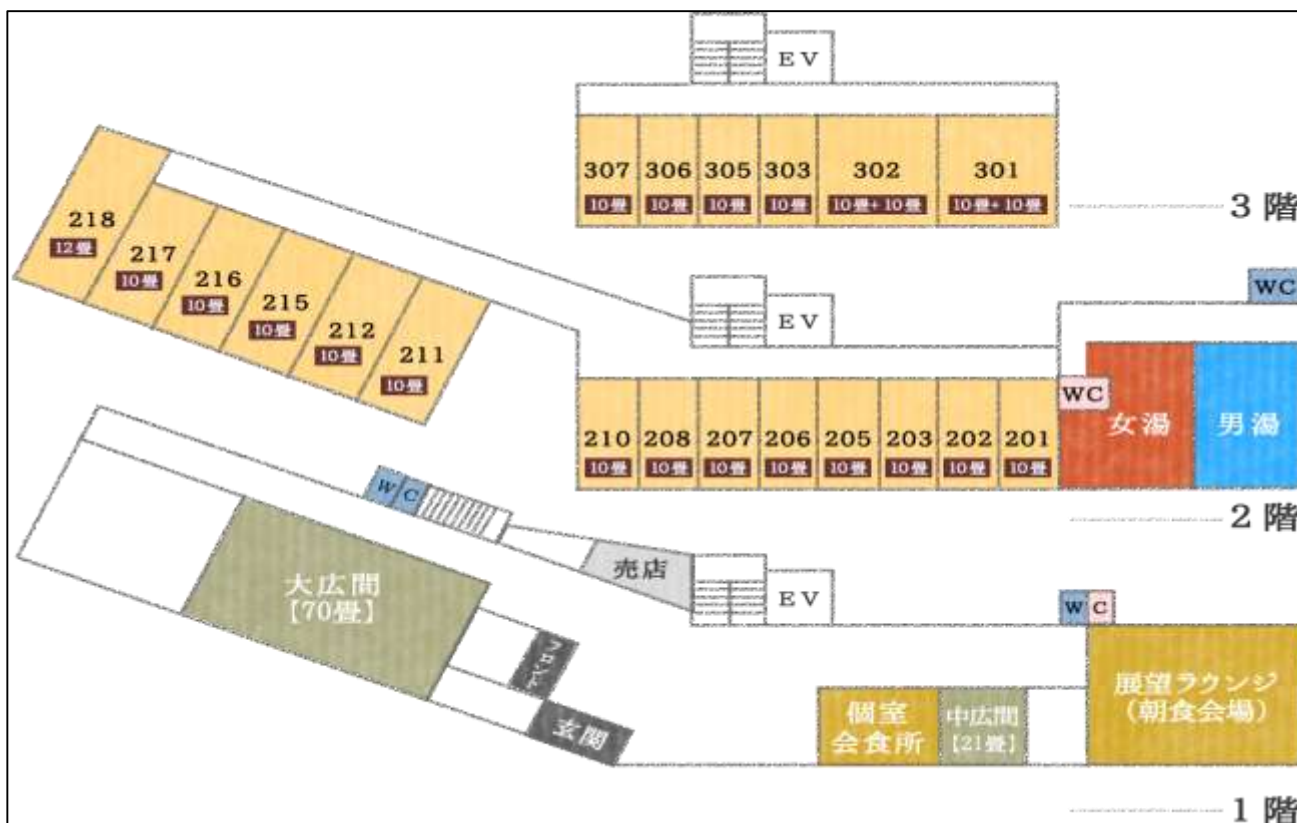 EV
307 306 305 303 302 301
10畳 10畳 10畳 10畳 10畳+10畳 10畳+10畳
3階
218
12畳
217
10畳
216
10畳
215
10畳
212
10畳
211
10畳
EV
WC
WC
女湯 男湯
210 208 207 206 205 203 202 201
10畳 10畳 10畳 10畳 10畳 10畳 10畳 10畳
2階
WC
売店
大広間
【70畳】
EV
WC
フロント
玄関
個室
会食所
中広間
【21畳】
展望ラウンジ
(朝食会場)
1階